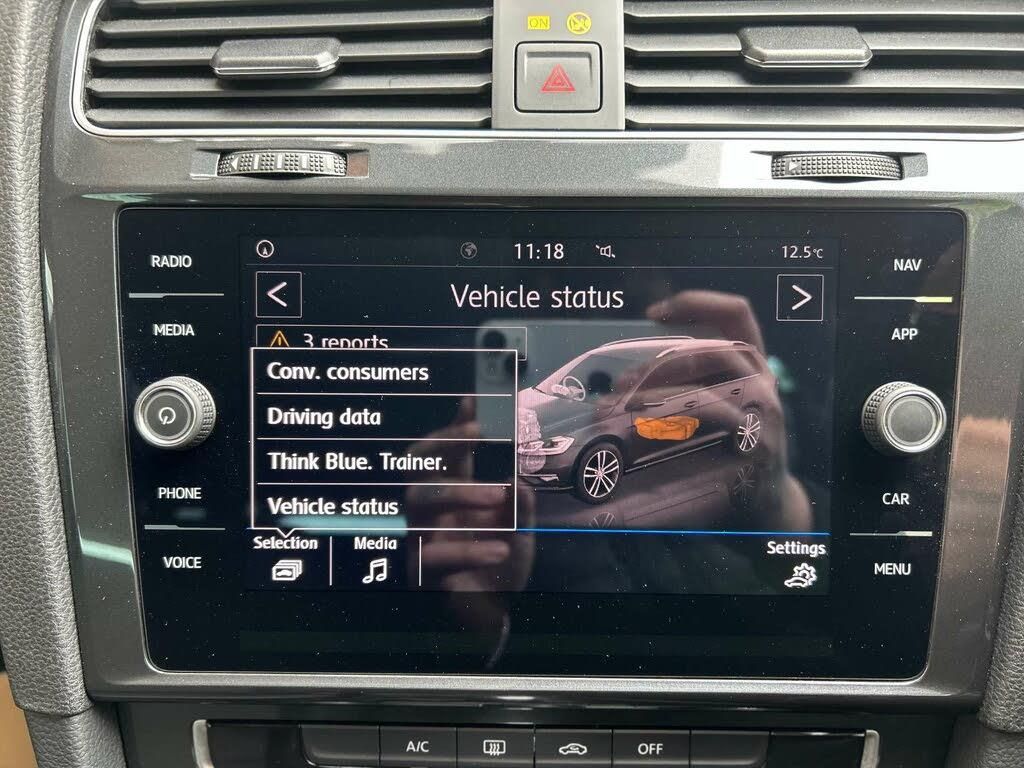 ON
11:18
12.5°C
RADIO
NAV
Vehicle status
MEDIA
APP
3 reports
Conv. consumers
Driving data
Think Blue. Trainer.
Vehicle status
PHONE
CAR
Selection
Media
Settings
VOICE
MENU
A/C
OFF